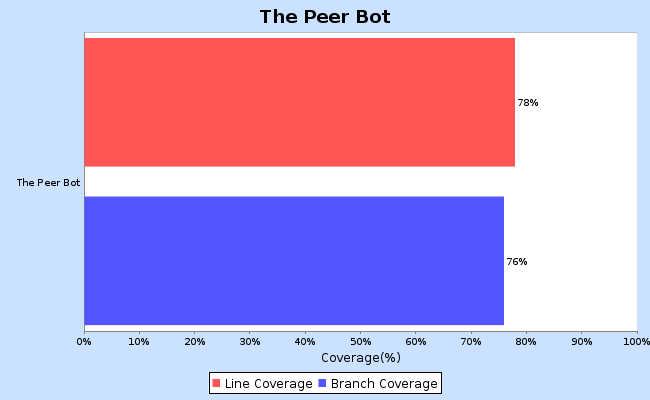 The Peer Bot
78%
The Peer Bot
76%
0% 10% 20% 30% 40% 50% 60% 70% 80% 90% 100%
Coverage(%)
Line Coverage Branch Coverage